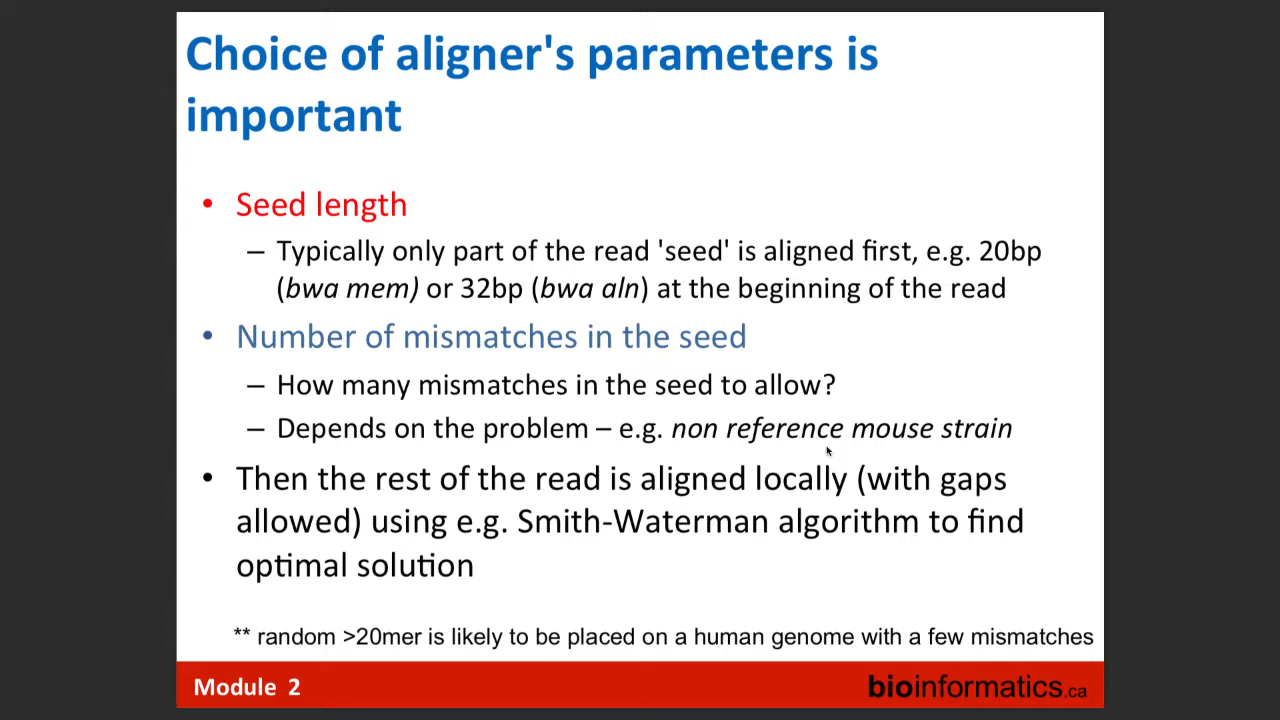 Choice of aligner's parameters is
important
• Seed length
– Typically only part of the read 'seed' is aligned first, e.g. 20bp
(bwa mem) or 32bp (bwa aln) at the beginning of the read
• Number of mismatches in the seed
– How many mismatches in the seed to allow?
– Depends on the problem – e.g. non reference mouse strain
• Then the rest of the read is aligned locally (with gaps
allowed) using e.g. Smith-Waterman algorithm to find
optimal solution
** random >20mer is likely to be placed on a human genome with a few mismatches
Module 2
bioinformatics.ca